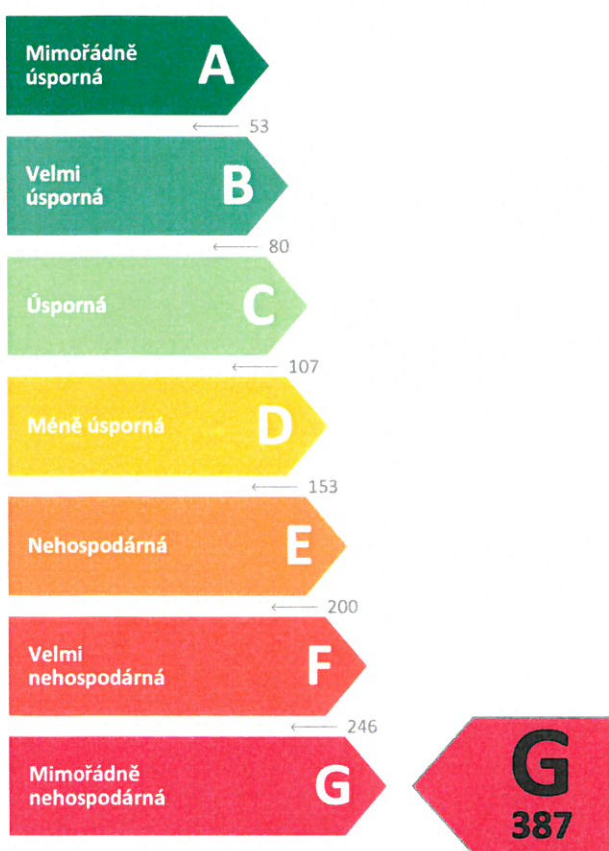 Mimořádně
úsporná
A
53
Velmi
úsporná
B
80
Úsporná
C
107
Méně úsporná
D
153
Nehospodárná
E
200
Velmi
nehospodárná
F
246
Mimořádně
nehospodárná
G
G
387